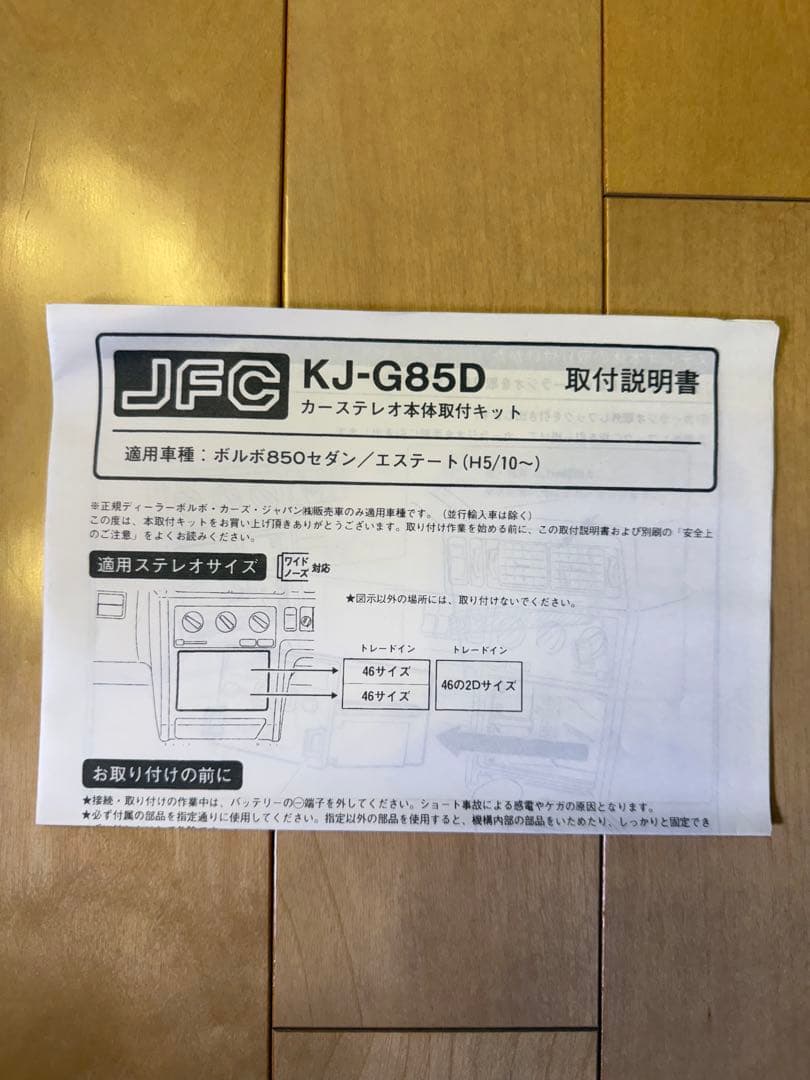 JFC KJ-G85D 取付説明書
カーステレオ本体取付キット
適用車種：ボルボ850セダン／エステート(H5/10〜)
※正規ディーラーボルボ・カーズ・ジャパン㈱販売車のみ適用車種です。（並行輸入車は除く）
この度は、本取付キットをお買い上げ頂きありがとうございます。取り付け作業を始める前に、この取付説明書および別刷の「安全上
のご注意」をよくお読みください。
適用ステレオサイズ ワイドノーズ 対応
★図示以外の場所には、取り付けないでください。
トレードイン トレードイン
46サイズ
46サイズ
46の2Dサイズ
お取り付けの前に
★接続・取り付けの作業中は、バッテリーの㊀端子を外してください。ショート事故による感電やケガの原因となります。
★必ず付属の部品を指定通りに使用してください。指定以外の部品を使用すると、機構内部の部品をいためたり、しっかりと固定でき